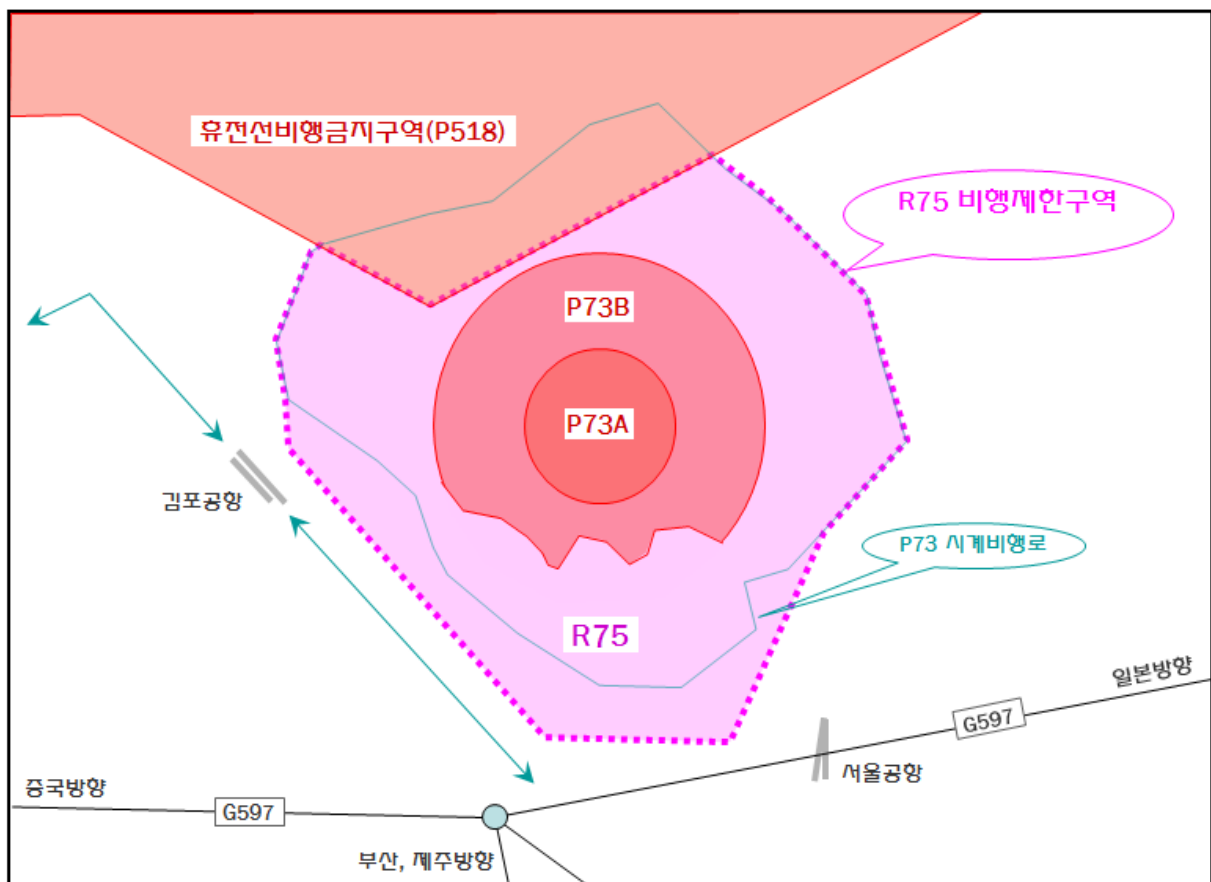 휴전선비행금지구역(P518)
R75 비행제한구역
P73B
P73A
김포공항
P73 시계비행로
R75
일본방향
G597
서울공항
중국방향
G597
부산, 제주방향